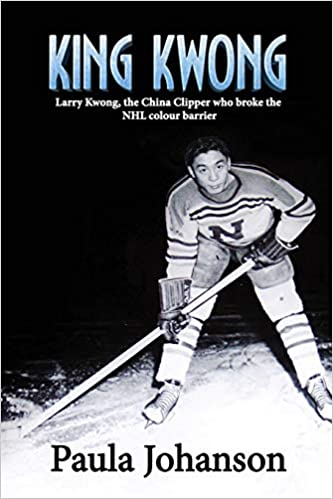 KING KWONG
Larry Kwong, the China Clipper who broke the
NHL colour barrier
N
Paula Johanson